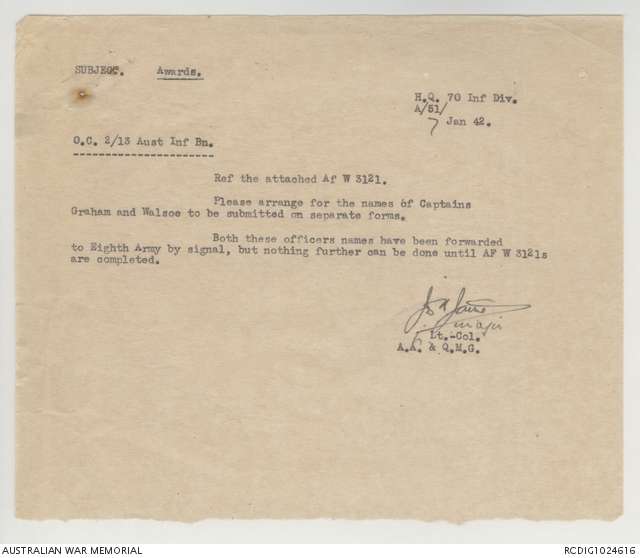 SUBJECT. Awards.
H.Q. 70 Inf Div.
A/51/
7 Jan 42.
O.C. 2/13 Aust Inf Bn.
Ref the attached Af W 3121.
Please arrange for the names of Captains
Graham and Walsoe to be submitted on separate forms.
Both these officers names have been forwarded
to Eighth Army by signal, but nothing further can be done until AF W 3121s
are completed.
major
Lt.-Col.
A.A. & Q.M.G.
AUSTRALIAN WAR MEMORIAL
RCDIG1024616